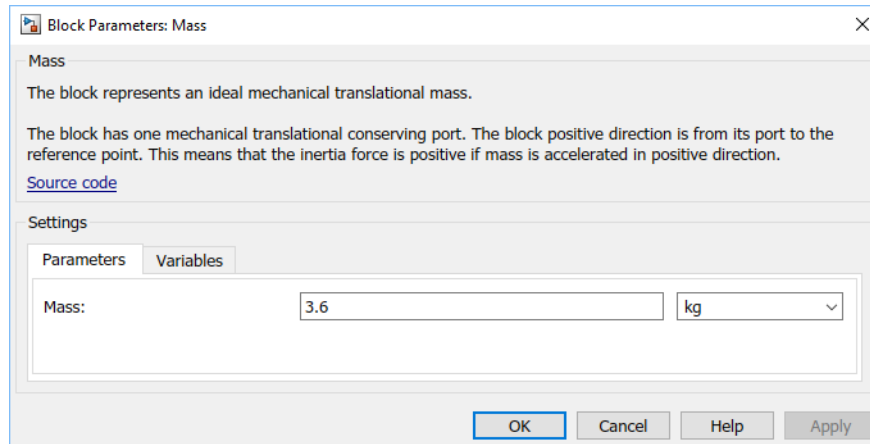 Block Parameters: Mass
Mass
The block represents an ideal mechanical translational mass.
The block has one mechanical translational conserving port. The block positive direction is from its port to the
reference point. This means that the inertia force is positive if mass is accelerated in positive direction.
Source code
Settings
Parameters Variables
Mass: 3.6 kg
OK Cancel Help Apply